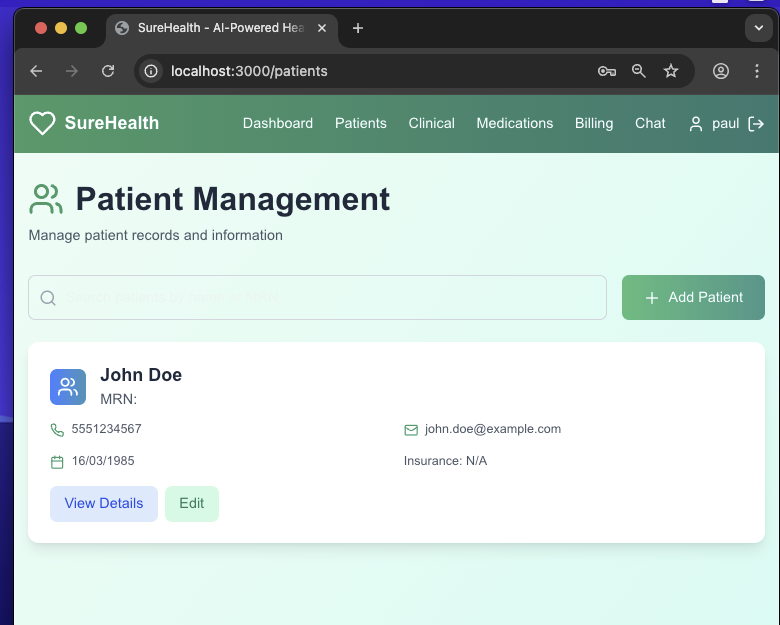 SureHealth - AI-Powered Hea
localhost:3000/patients
SureHealth Dashboard Patients Clinical Medications Billing Chat paul
Patient Management
Manage patient records and information
Search patients by name or MRN...
Add Patient
John Doe
MRN:
5551234567 john.doe@example.com
16/03/1985 Insurance: N/A
View Details Edit